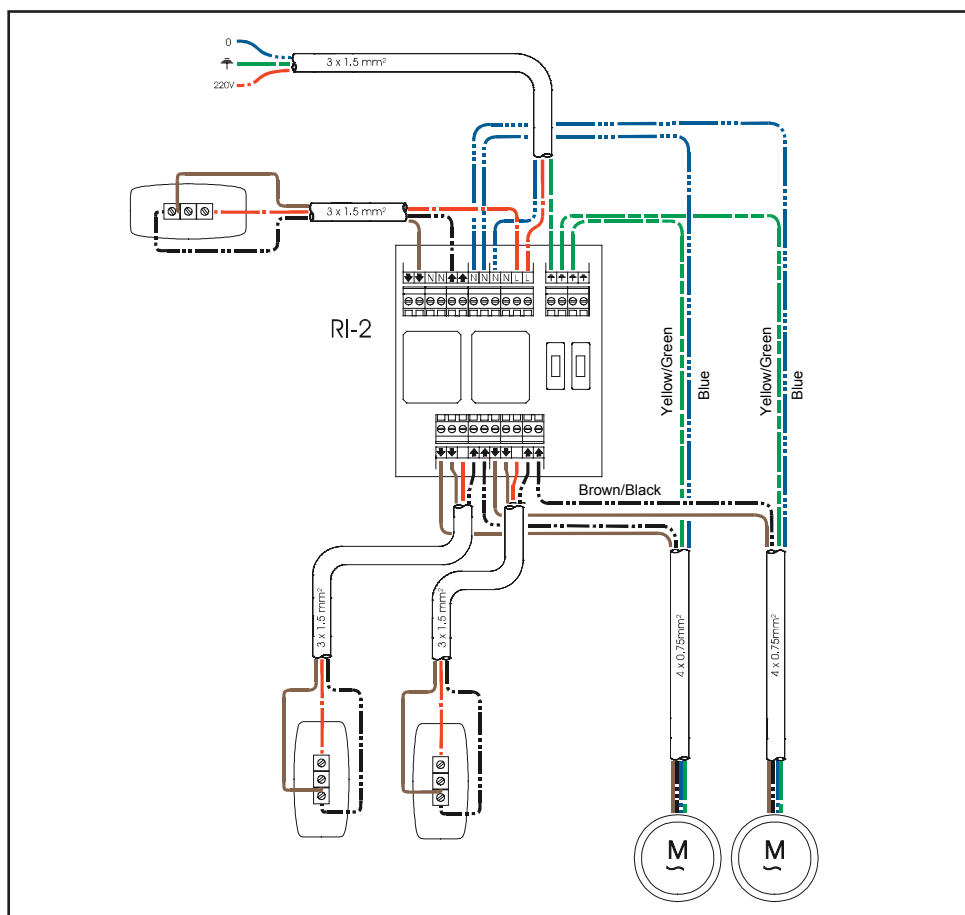 0
3 x 1.5 mm²
220V
3 x 1.5 mm²
N N N N N N L L
RI-2
Yellow/Green
Blue
Yellow/Green
Blue
Brown/Black
3 x 1.5 mm²
3 x 1.5 mm²
4 x 0.75mm²
4 x 0.75mm²
M
M